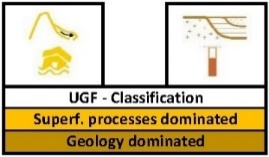 UGF - Classification
Superf. processes dominated
Geology dominated